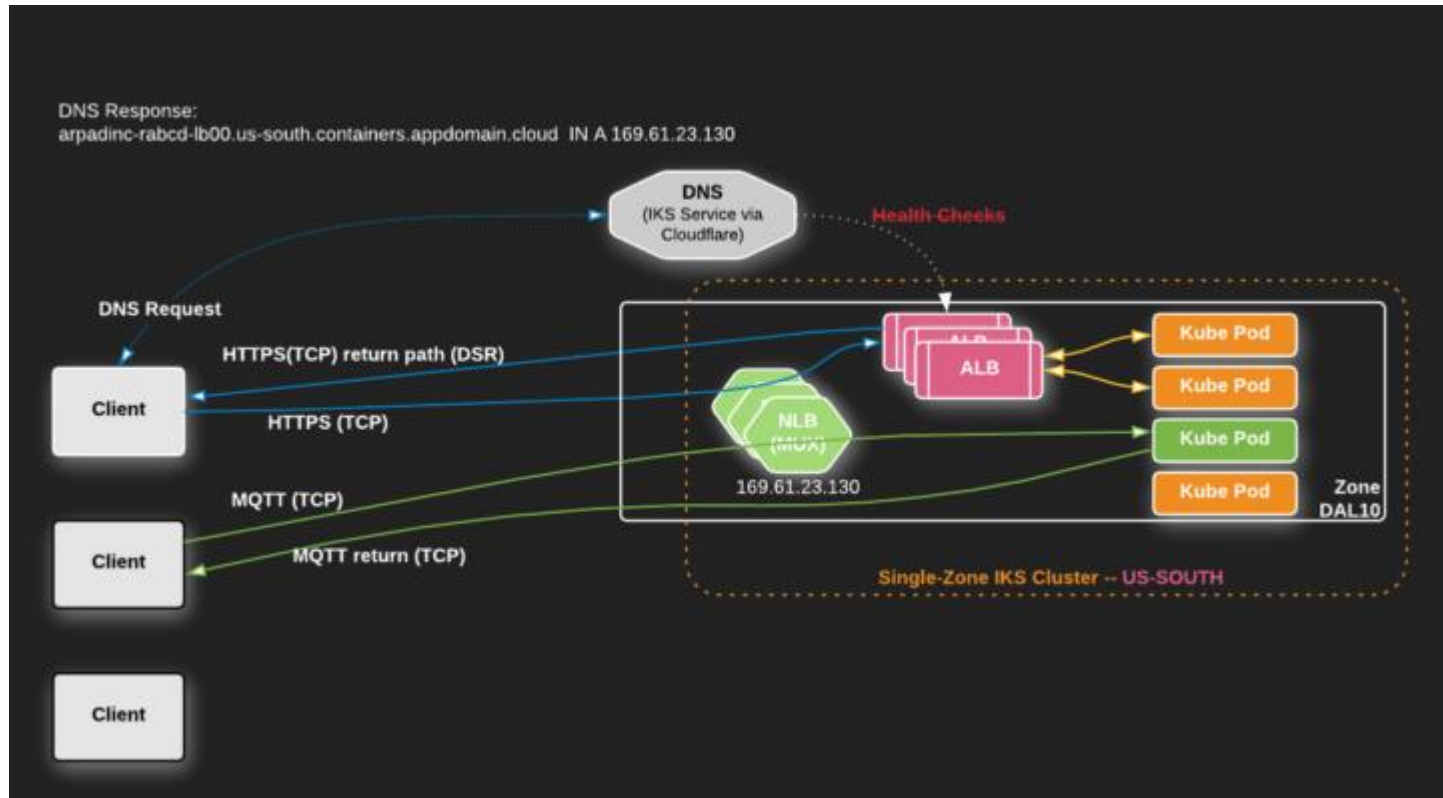 DNS Response:
arpadinc-rabcd-lb00.us-south.containers.appdomain.cloud IN A 169.61.23.130
DNS
(IKS Service via
Cloudflare)
Health Checks
DNS Request
HTTPS(TCP) return path (DSR)
Client
HTTPS (TCP)
ALB
ALB
Kube Pod
Kube Pod
Kube Pod
Kube Pod
NLB
(MUX)
169.61.23.130
Zone
DAL10
MQTT (TCP)
Client
MQTT return (TCP)
Single-Zone IKS Cluster -- US-SOUTH
Client